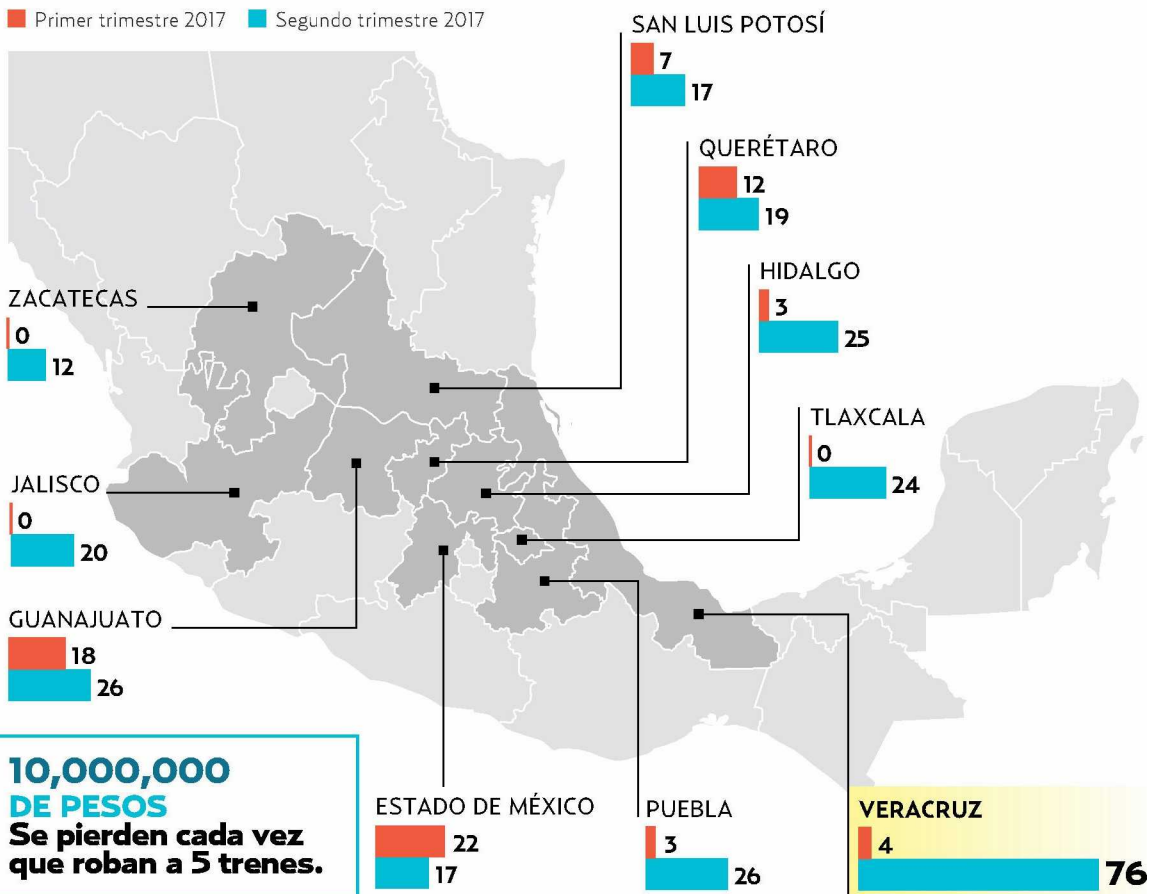 Primer trimestre 2017 Segundo trimestre 2017
SAN LUIS POTOSÍ
7
17
QUERÉTARO
12
19
HIDALGO
3
25
TLAXCALA
0
24
ZACATECAS
0
12
JALISCO
0
20
GUANAJUATO
18
26
10,000,000
DE PESOS
Se pierden cada vez
que roban a 5 trenes.
ESTADO DE MÉXICO
22
17
PUEBLA
3
26
VERACRUZ
4
76